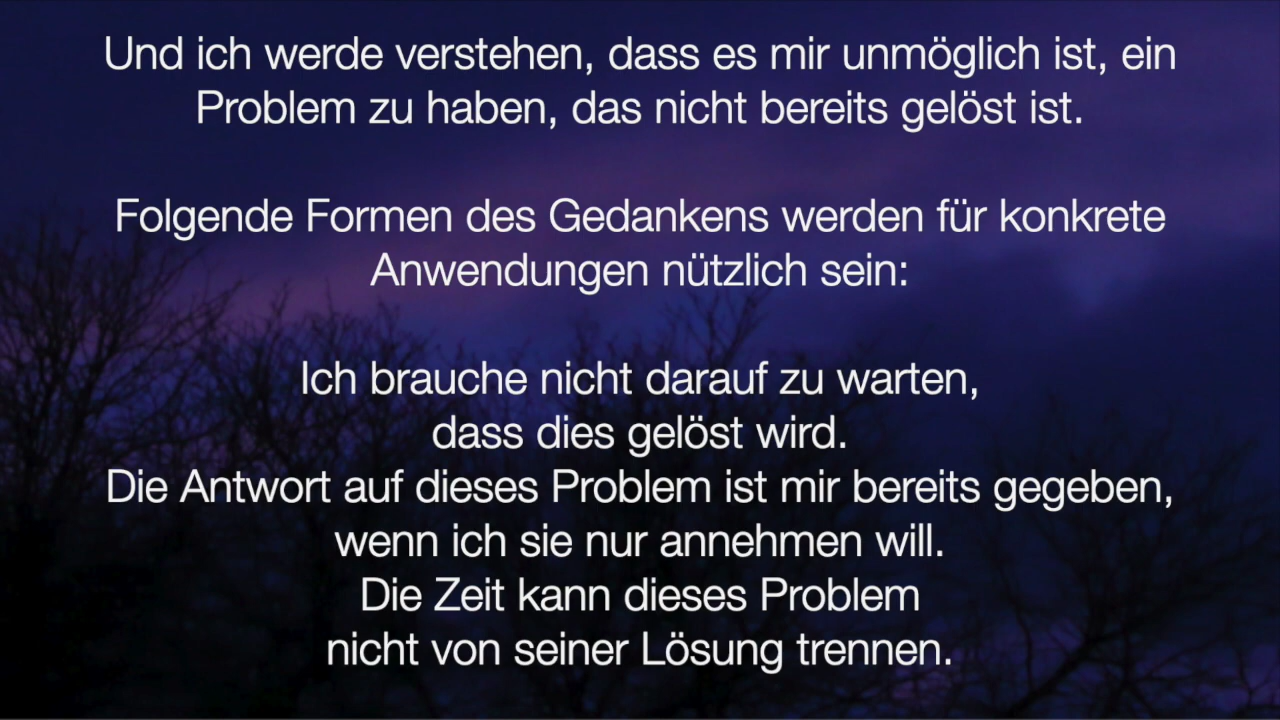 Und ich werde verstehen, dass es mir unmöglich ist, ein
Problem zu haben, das nicht bereits gelöst ist.
Folgende Formen des Gedankens werden für konkrete
Anwendungen nützlich sein:
Ich brauche nicht darauf zu warten,
dass dies gelöst wird.
Die Antwort auf dieses Problem ist mir bereits gegeben,
wenn ich sie nur annehmen will.
Die Zeit kann dieses Problem
nicht von seiner Lösung trennen.